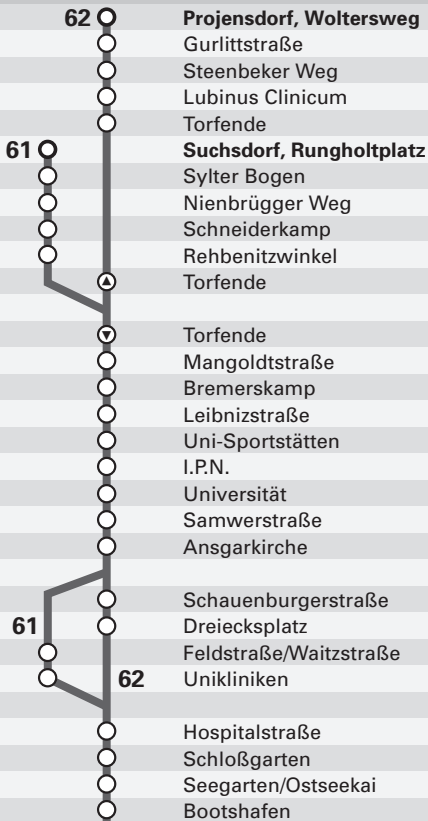 62 Projensdorf, Woltersweg
Gurlittstraße
Steenbeker Weg
Lubinus Clinicum
Torfende
61 Suchsdorf, Rungholtplatz
Sylter Bogen
Nienbrügger Weg
Schneiderkamp
Rehbenitzwinkel
Torfende
Torfende
Mangoldtstraße
Bremerskamp
Leibnizstraße
Uni-Sportstätten
I.P.N.
Universität
Samwerstraße
Ansgarkirche
Schauenburgerstraße
61 Dreiecksplatz
Feldstraße/Waitzstraße
62 Unikliniken
Hospitalstraße
Schloßgarten
Seegarten/Ostseekai
Bootshafen